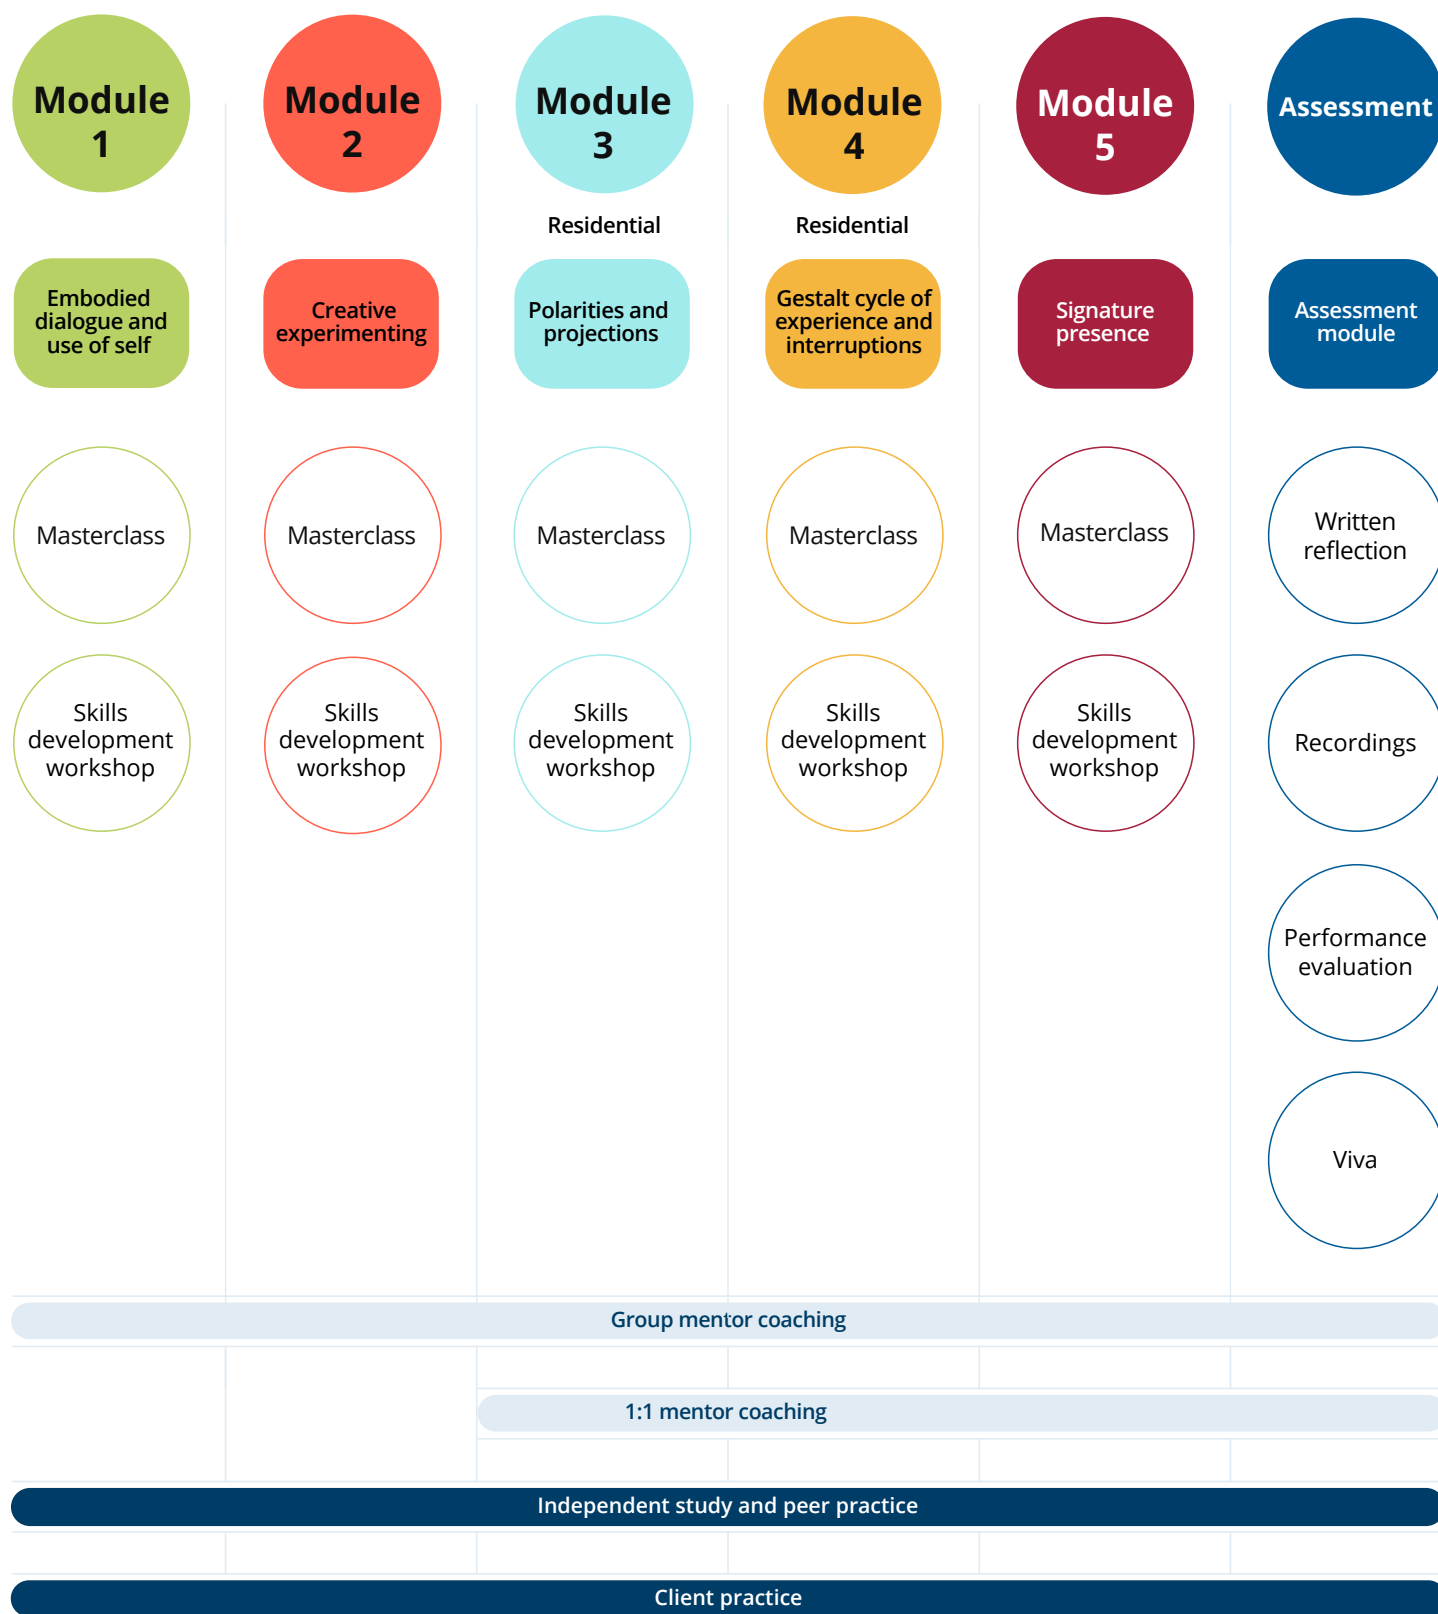 Module
1
Module
2
Module
3
Module
4
Module
5
Assessment
Residential
Residential
Embodied
dialogue and
use of self
Creative
experimenting
Polarities and
projections
Gestalt cycle of
experience and
interruptions
Signature
presence
Assessment
module
Masterclass
Masterclass
Masterclass
Masterclass
Masterclass
Written
reflection
Skills
development
workshop
Skills
development
workshop
Skills
development
workshop
Skills
development
workshop
Skills
development
workshop
Recordings
Performance
evaluation
Viva
Group mentor coaching
1:1 mentor coaching
Independent study and peer practice
Client practice